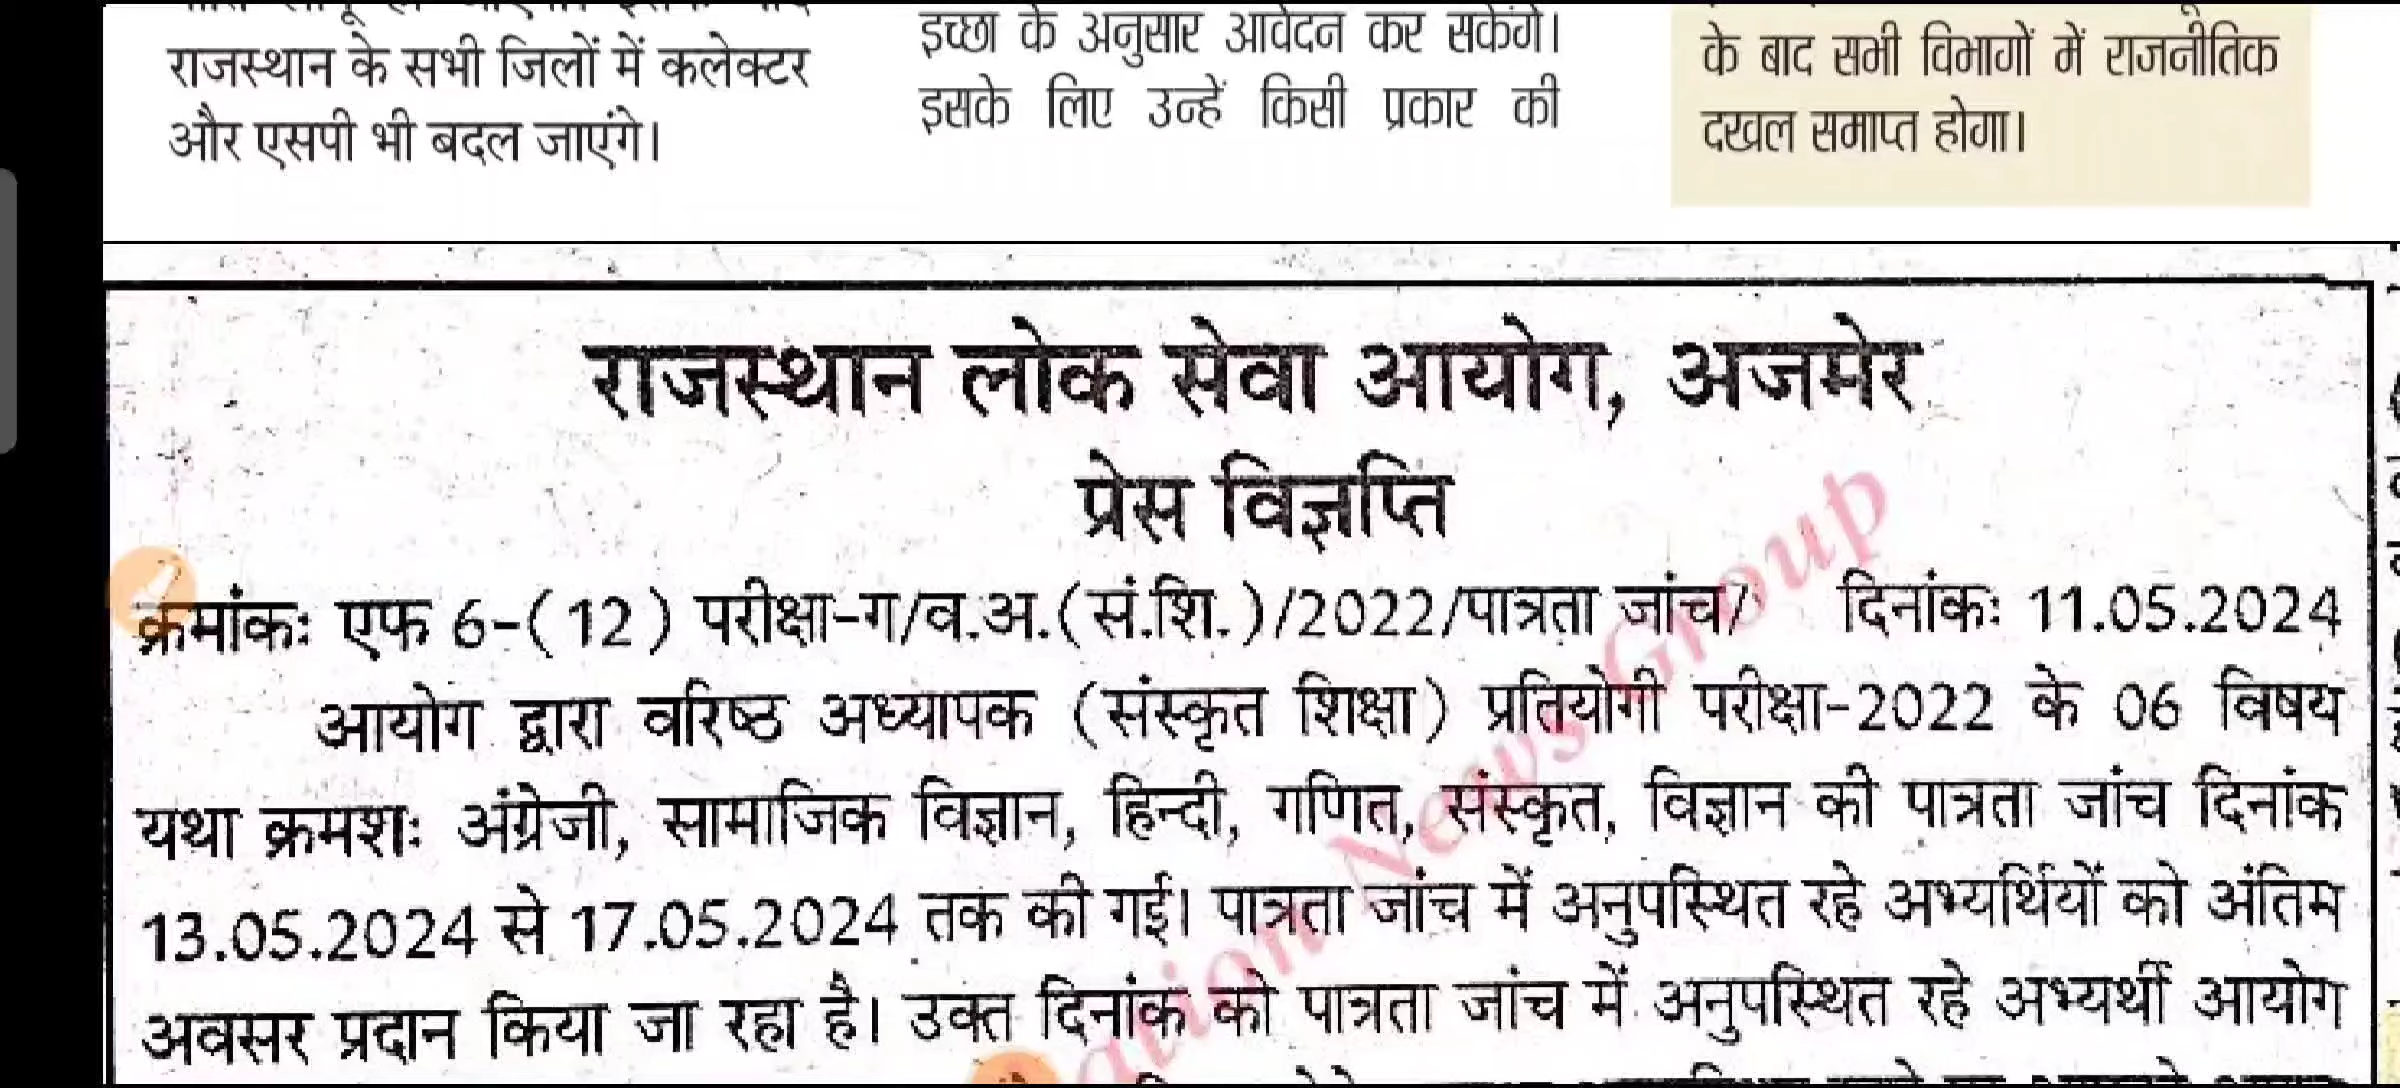 राजस्थान के सभी जिलों में कलेक्टर
और एसपी भी बदल जाएंगे।
इच्छा के अनुसार आवेदन कर सकेंगे।
इसके लिए उन्हें किसी प्रकार की
के बाद सभी विभागों में राजनीतिक
दखल समाप्त होगा।
राजस्थान लोक सेवा आयोग, अजमेर
प्रेस विज्ञप्ति
क्रमांकः एफ 6-(12) परीक्षा-ग/व.अ.(सं.शि.)/2022/पात्रता जांच/ दिनांकः 11.05.2024
आयोग द्वारा वरिष्ठ अध्यापक (संस्कृत शिक्षा) प्रतियोगी परीक्षा-2022 के 06 विषय
यथा क्रमशः अंग्रेजी, सामाजिक विज्ञान, हिन्दी, गणित, संस्कृत, विज्ञान की पात्रता जांच दिनांक
13.05.2024 से 17.05.2024 तक की गई। पात्रता जांच में अनुपस्थित रहे अभ्यर्थियों को अंतिम
अवसर प्रदान किया जा रहा है। उक्त दिनांक को पात्रता जांच में अनुपस्थित रहे अभ्यर्थी आयोग
News Group